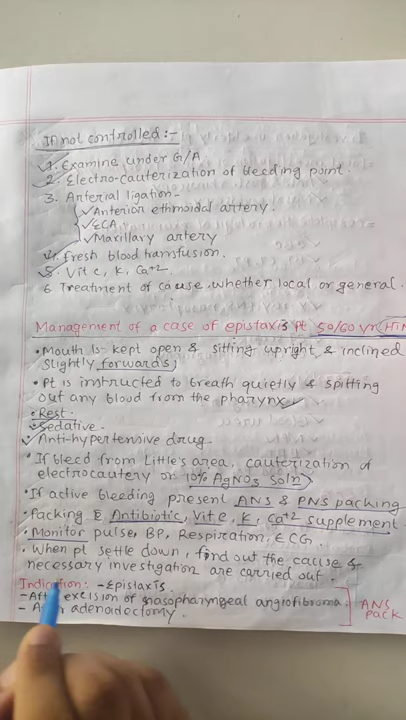 If not controlled:-
1. Examine under G/A
2. Electro-cauterization of bleeding point.
3. Arterial ligation-
Anterior ethmoidal artery.
ECA.
Maxillary artery
4. Fresh blood transfusion.
5. Vit C, K, Ca+2.
6. Treatment of cause, whether local or general.
Management of a case of epistaxis pt 50/60 yr (HTN
• Mouth is kept open & sitting upright & inclined
slightly forwards;
• Pt is instructed to breath quietly & spitting
out any blood from the pharynx
• Rest.
• Sedative.
Anti-hypertensive drug.
• If bleed from Little's area, cauterization of
electrocautery or 10% AgNO3 soln
• If active bleeding present ANS & PNS packing
• Packing Antibiotic, Vit C, K, Ca+2 supplement
• Monitor pulse, BP, Respiration, ECG.
• When pt settle down, find out the cause &
necessary investigation are carried out.
Indication: - Epistaxis.
- excision of nasopharyngeal angiofibroma.
- adenoidectomy.
ANS pack